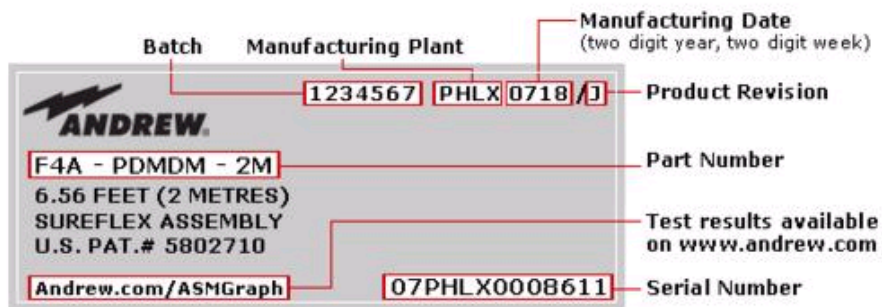 Manufacturing Date
(two digit year, two digit week)
Batch Manufacturing Plant
1234567 PHLX 0718 /J Product Revision
ANDREW.
F4A - PDMDM - 2M Part Number
6.56 FEET (2 METRES)
SUREFLEX ASSEMBLY
U.S. PAT.# 5802710
Test results available
on www.andrew.com
Andrew.com/ASMGraph 07PHLX0008611 Serial Number